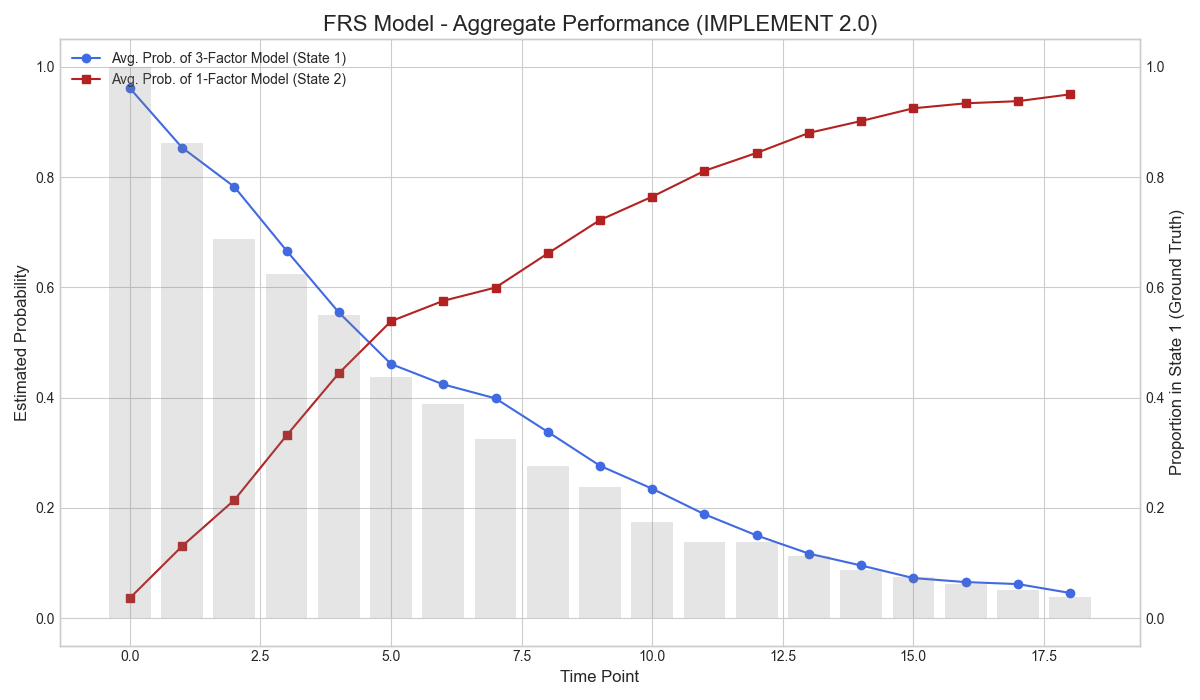 FRS Model - Aggregate Performance (IMPLEMENT 2.0)
Avg. Prob. of 3-Factor Model (State 1)
Avg. Prob. of 1-Factor Model (State 2)
Estimated Probability
1.0
0.8
0.6
0.4
0.2
0.0
1.0
0.8
0.6
0.4
0.2
0.0
Proportion in State 1 (Ground Truth)
0.0 2.5 5.0 7.5 10.0 12.5 15.0 17.5
Time Point